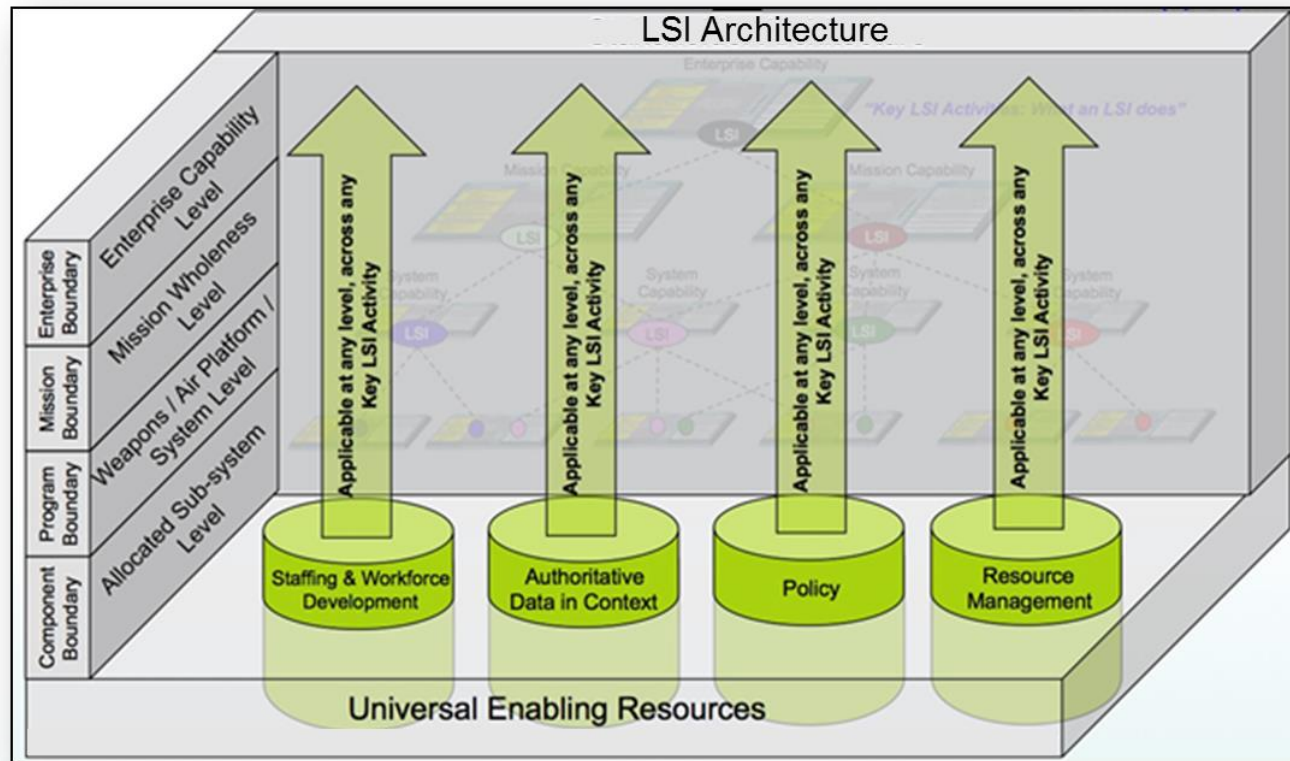 LSI Architecture
Enterprise Capability
"Key LSI Activities: What an LSI does"
LSI
Mission Capability
Mission Capability
LSI
LSI
System
Capability
System
Capability
System
Capability
System
Capability
LSI
LSI
LSI
LSI
Enterprise Capability
Level
Mission Wholeness
Level
Weapons / Air Platform /
System Level
Allocated Sub-system
Level
Enterprise
Boundary
Mission
Boundary
Program
Boundary
Component
Boundary
Applicable at any level, across any
Key LSI Activity
Applicable at any level, across any
Key LSI Activity
Applicable at any level, across any
Key LSI Activity
Applicable at any level, across any
Key LSI Activity
Staffing & Workforce
Development
Authoritative
Data in Context
Policy
Resource
Management
Universal Enabling Resources